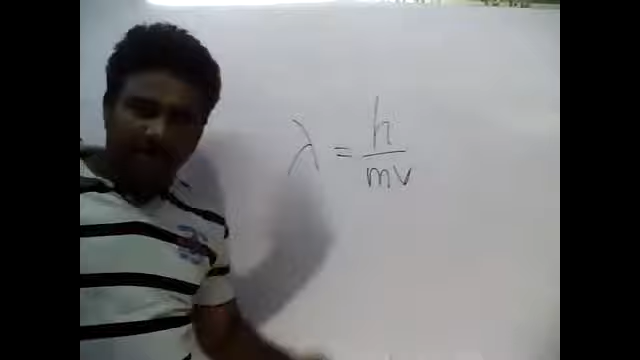 λ = h/mv